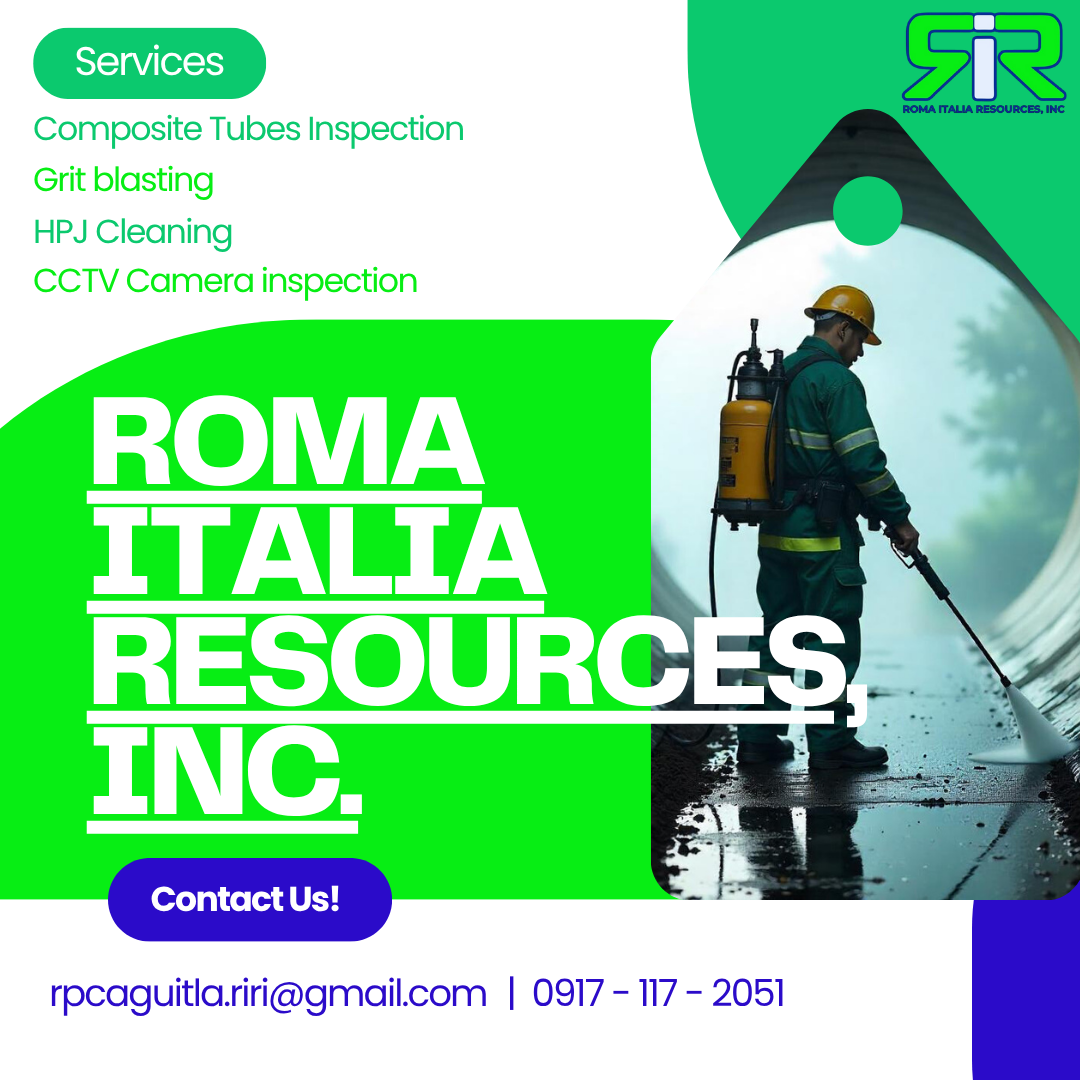 Services
Composite Tubes Inspection
Grit blasting
HPJ Cleaning
CCTV Camera inspection
RiR
ROMA ITALIA RESOURCES, INC
ROMA
ITALIA
RESOURCES,
INC.
Contact Us!
rpcaguitla.riri@gmail.com | 0917 - 117 - 2051